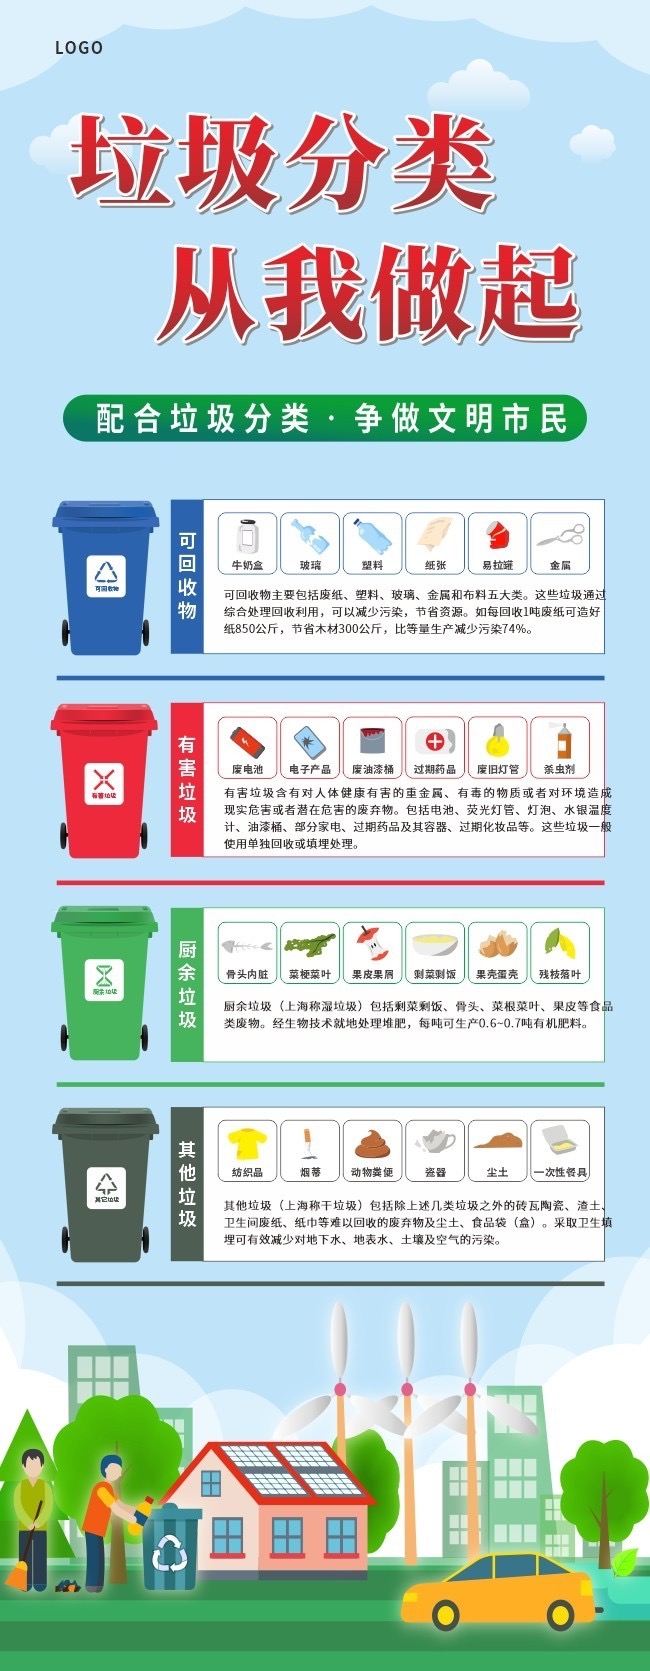 LOGO
垃圾分类
从我做起
配合垃圾分类·争做文明市民
可回收物
可回收物
牛奶盒
玻璃
塑料
纸张
易拉罐
金属
可回收物主要包括废纸、塑料、玻璃、金属和布料五大类。这些垃圾通过
综合处理回收利用，可以减少污染，节省资源。如每回收1吨废纸可造好
纸850公斤，节省木材300公斤，比等量生产减少污染74%。
有害垃圾
有害垃圾
废电池
电子产品
废油漆桶
过期药品
废旧灯管
杀虫剂
有害垃圾含有对人体健康有害的重金属、有毒的物质或者对环境造成
现实危害或者潜在危害的废弃物。包括电池、荧光灯管、灯泡、水银温度
计、油漆桶、部分家电、过期药品及其容器、过期化妆品等。这些垃圾一般
使用单独回收或填埋处理。
厨余垃圾
厨余垃圾
骨头内脏
菜梗菜叶
果皮果屑
剩菜剩饭
果壳蛋壳
残枝落叶
厨余垃圾（上海称湿垃圾）包括剩菜剩饭、骨头、菜根菜叶、果皮等食品
类废物。经生物技术就地处理堆肥，每吨可生产0.6~0.7吨有机肥料。
其它垃圾
其他垃圾
纺织品
烟蒂
动物粪便
瓷器
尘土
一次性餐具
其他垃圾（上海称干垃圾）包括除上述几类垃圾之外的砖瓦陶瓷、渣土、
卫生间废纸、纸巾等难以回收的废弃物及尘土、食品袋（盒）。采取卫生填
埋可有效减少对地下水、地表水、土壤及空气的污染。